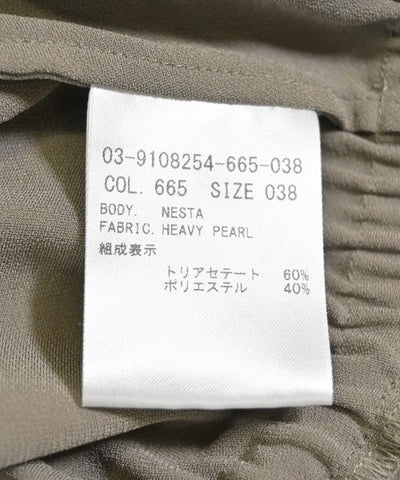 03-9108254-665-038
COL. 665 SIZE 038
BODY. NESTA
FABRIC. HEAVY PEARL
組成表示
トリアセテート 60%
ポリエステル 40%